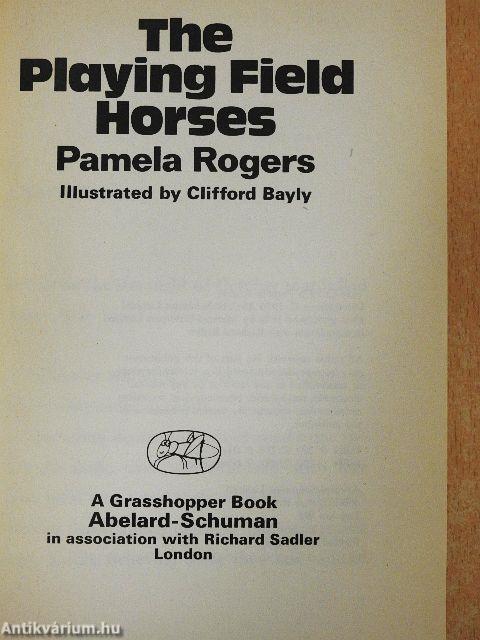 The
Playing Field
Horses
Pamela Rogers
Illustrated by Clifford Bayly
A Grasshopper Book
Abelard-Schuman
in association with Richard Sadler
London
Antikvárium.hu